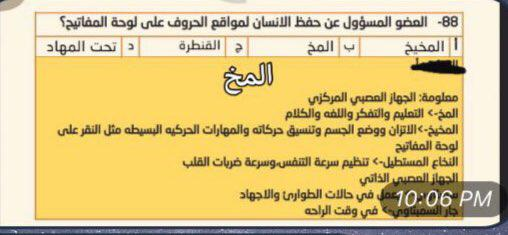 88- العضو المسؤول عن حفظ الانسان لمواقع الحروف على لوحة المفاتيح؟
أ المخيخ ب المخ ج القنطرة د تحت المهاد
المخ
معلومة: الجهاز العصبي المركزي
المخ-> التعليم والتفكر واللغه والكلام
المخيخ->الاتزان ووضع الجسم وتنسيق حركاته والمهارات الحركيه البسيطه مثل النقر على
لوحة المفاتيح
النخاع المستطيل-> تنظيم سرعة التنفس،وسرعة ضربات القلب
الجهاز العصبي الذاتي
في حالات الطوارئ والاجهاد
جار السمبثاوي-> في وقت الراحه
10:06 PM